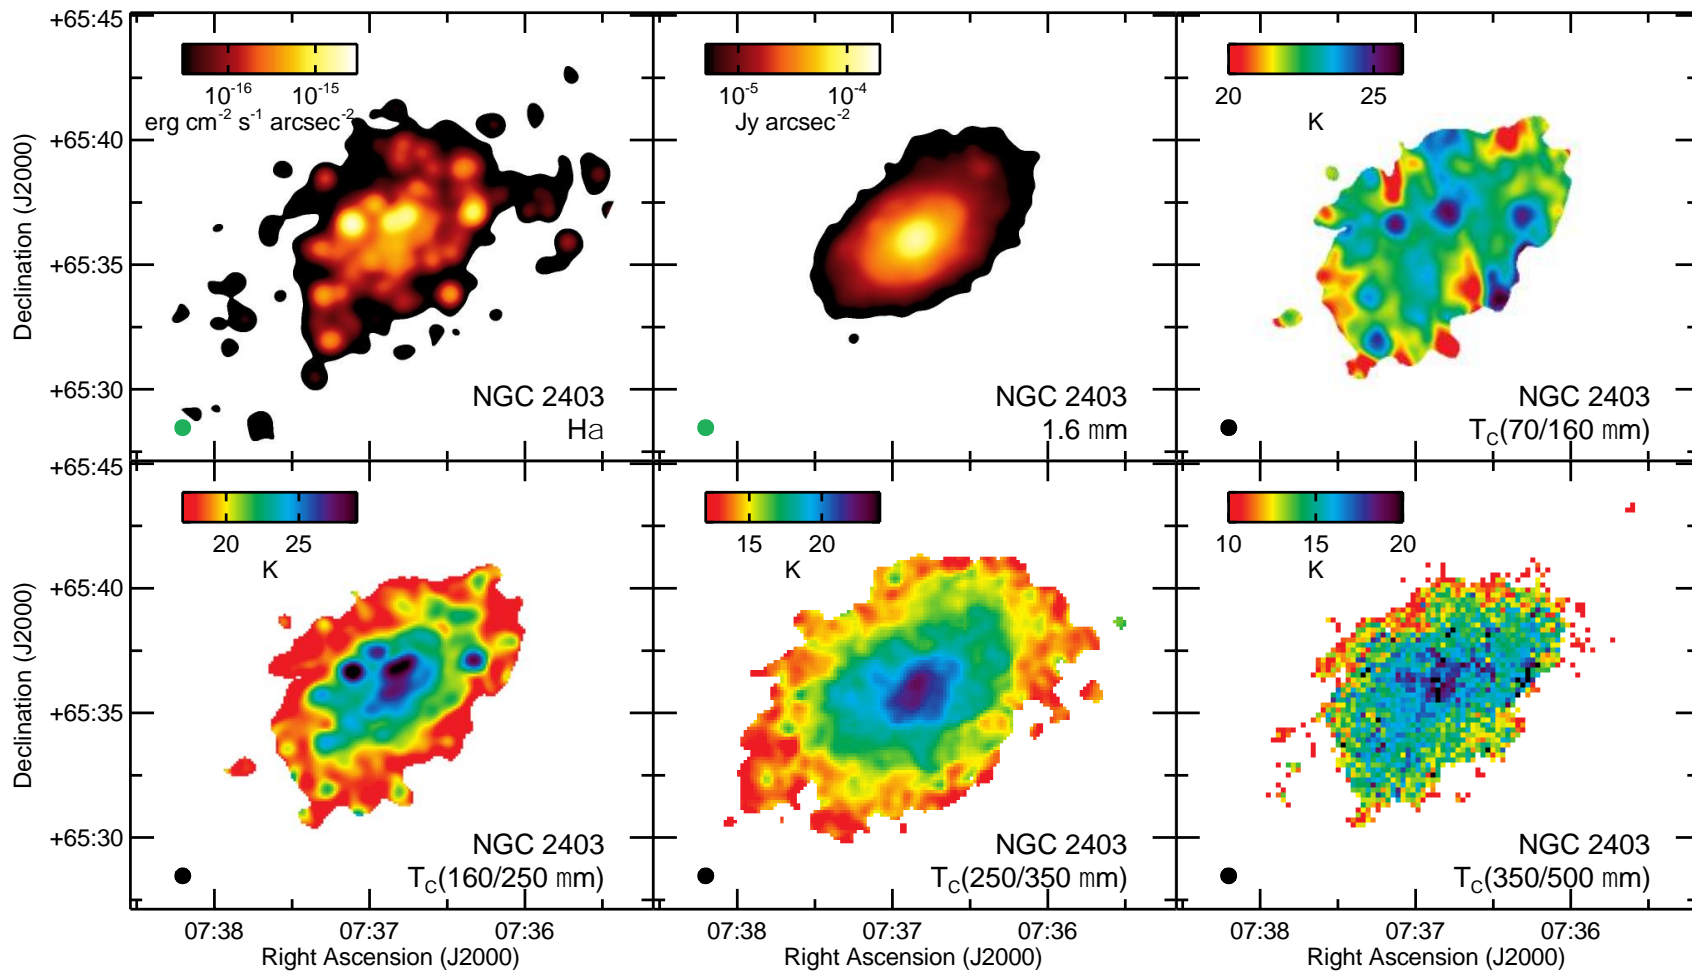 +65:45
+65:40
+65:35
+65:30
Declination (J2000)
10-16 10-15
erg cm-2 s-1 arcsec-2
NGC 2403
Ha
10-5 10-4
Jy arcsec-2
NGC 2403
1.6 mm
20 25
K
NGC 2403
TC(70/160 mm)
+65:45
+65:40
+65:35
+65:30
Declination (J2000)
20 25
K
NGC 2403
TC(160/250 mm)
07:38 07:37 07:36
Right Ascension (J2000)
15 20
K
NGC 2403
TC(250/350 mm)
07:38 07:37 07:36
Right Ascension (J2000)
10 15 20
K
NGC 2403
TC(350/500 mm)
07:38 07:37 07:36
Right Ascension (J2000)